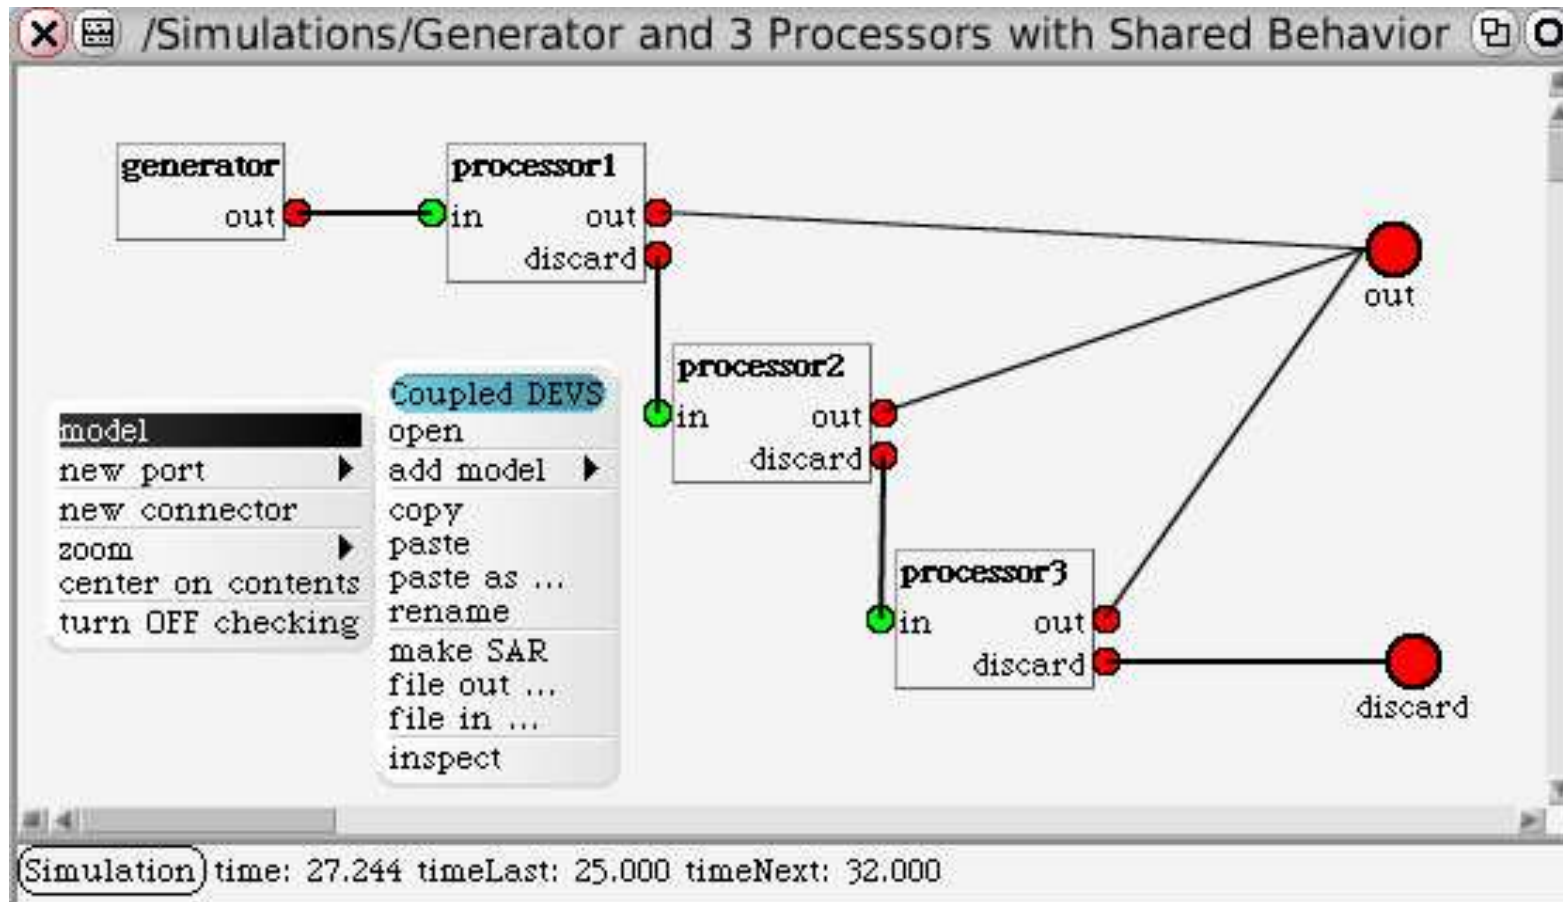 /Simulations/Generator and 3 Processors with Shared Behavior
generator
out
processor1
in out
discard
out
processor2
in out
discard
processor3
in out
discard
discard
model
new port
new connector
zoom
center on contents
turn OFF checking
Coupled DEVS
open
add model
copy
paste
paste as ...
rename
make SAR
file out ...
file in ...
inspect
Simulation time: 27.244 timeLast: 25.000 timeNext: 32.000